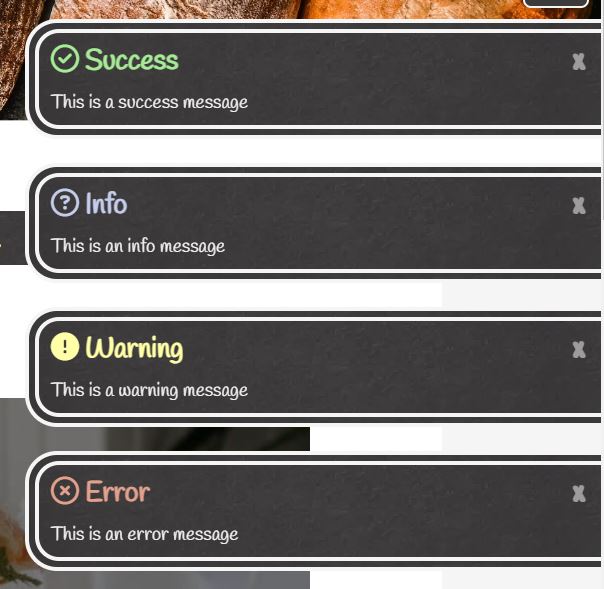 Success
X
This is a success message
Info
X
This is an info message
Warning
X
This is a warning message
Error
X
This is an error message